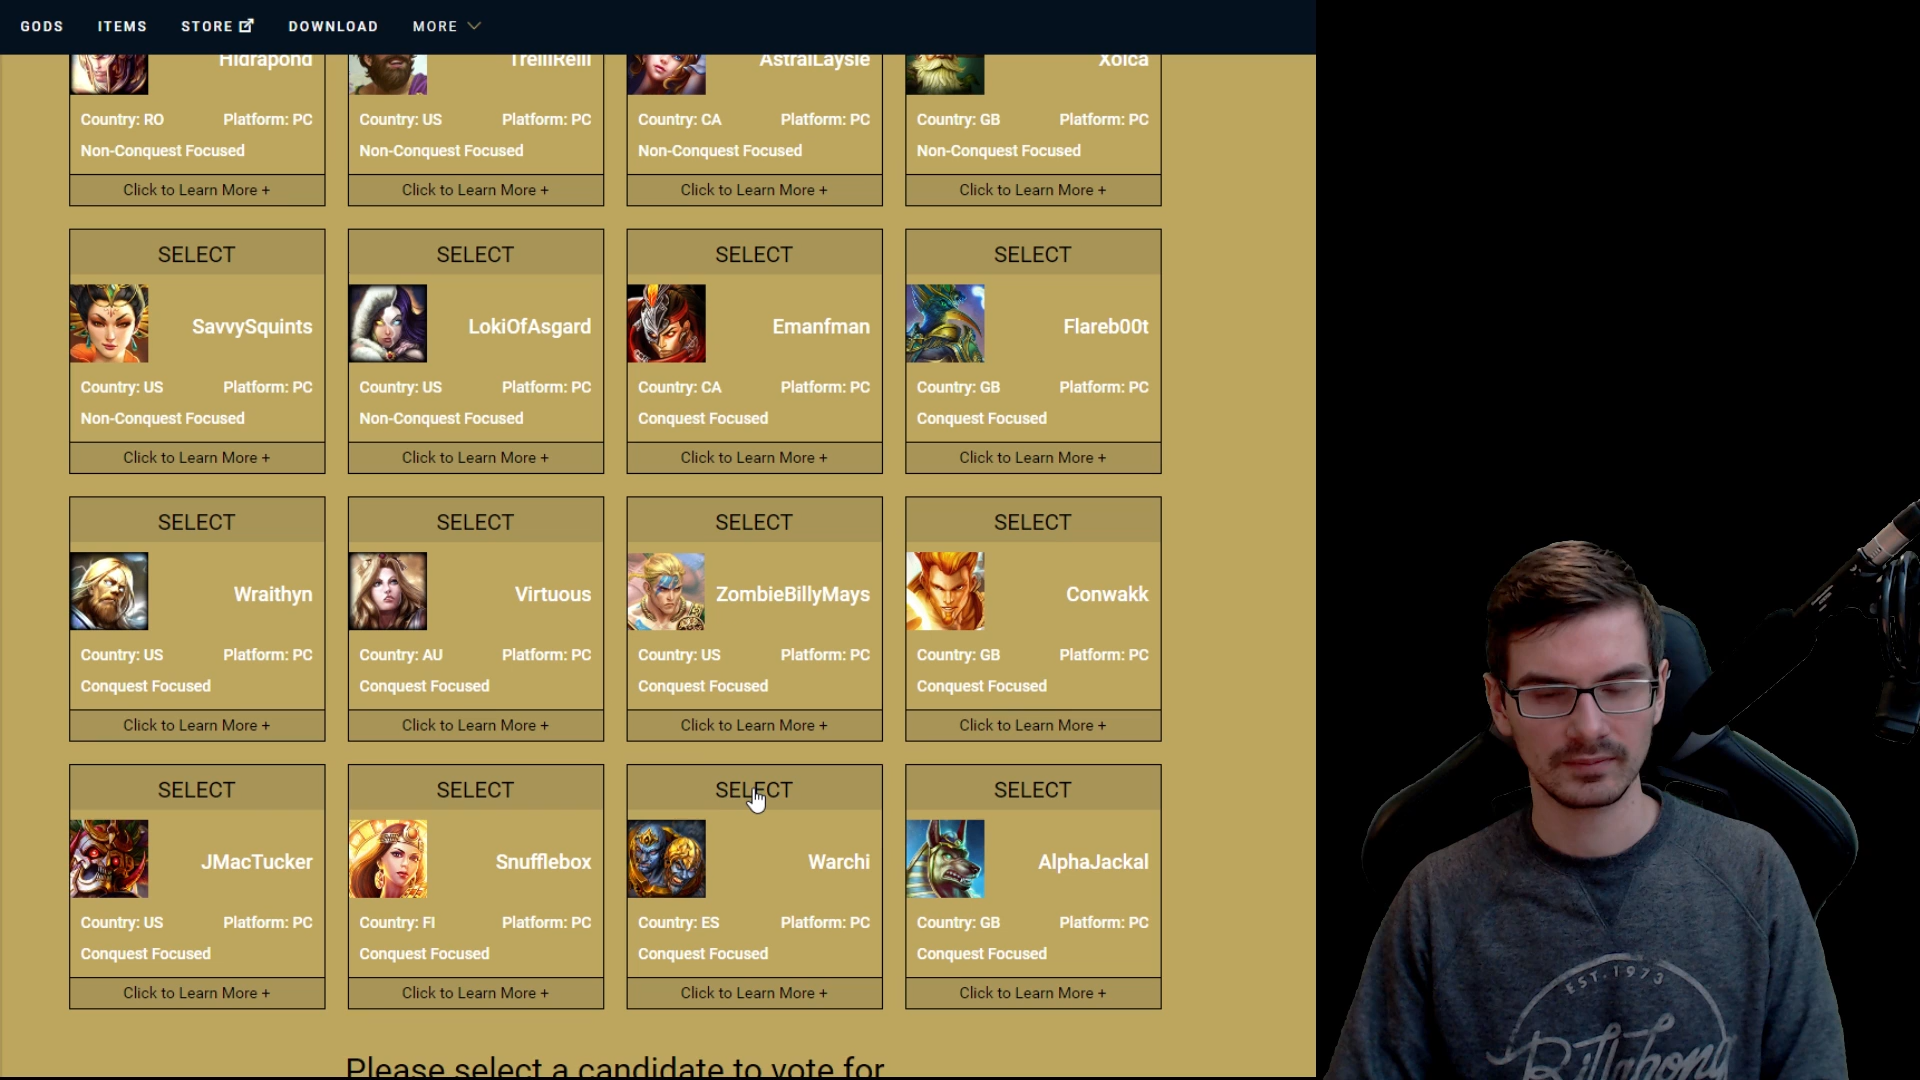 GODS ITEMS STORE DOWNLOAD MORE
Hidrapond TrelliRelli AstralLaysie Xoica
Country: RO Platform: PC Country: US Platform: PC Country: CA Platform: PC Country: GB Platform: PC
Non-Conquest Focused Non-Conquest Focused Non-Conquest Focused Non-Conquest Focused
Click to Learn More + Click to Learn More + Click to Learn More + Click to Learn More +
SELECT SELECT SELECT SELECT
SavvySquints LokiOfAsgard Emanfman Flareb00t
Country: US Platform: PC Country: US Platform: PC Country: CA Platform: PC Country: GB Platform: PC
Non-Conquest Focused Non-Conquest Focused Conquest Focused Conquest Focused
Click to Learn More + Click to Learn More + Click to Learn More + Click to Learn More +
SELECT SELECT SELECT SELECT
Wraithyn Virtuous ZombieBillyMays Conwakk
Country: US Platform: PC Country: AU Platform: PC Country: US Platform: PC Country: GB Platform: PC
Conquest Focused Conquest Focused Conquest Focused Conquest Focused
Click to Learn More + Click to Learn More + Click to Learn More + Click to Learn More +
SELECT SELECT SELECT SELECT
JMacTucker Snufflebox Warchi AlphaJackal
Country: US Platform: PC Country: FI Platform: PC Country: ES Platform: PC Country: GB Platform: PC
Conquest Focused Conquest Focused Conquest Focused Conquest Focused
Click to Learn More + Click to Learn More + Click to Learn More + Click to Learn More +
Please select a candidate to vote for
EST. 1973
Billabong